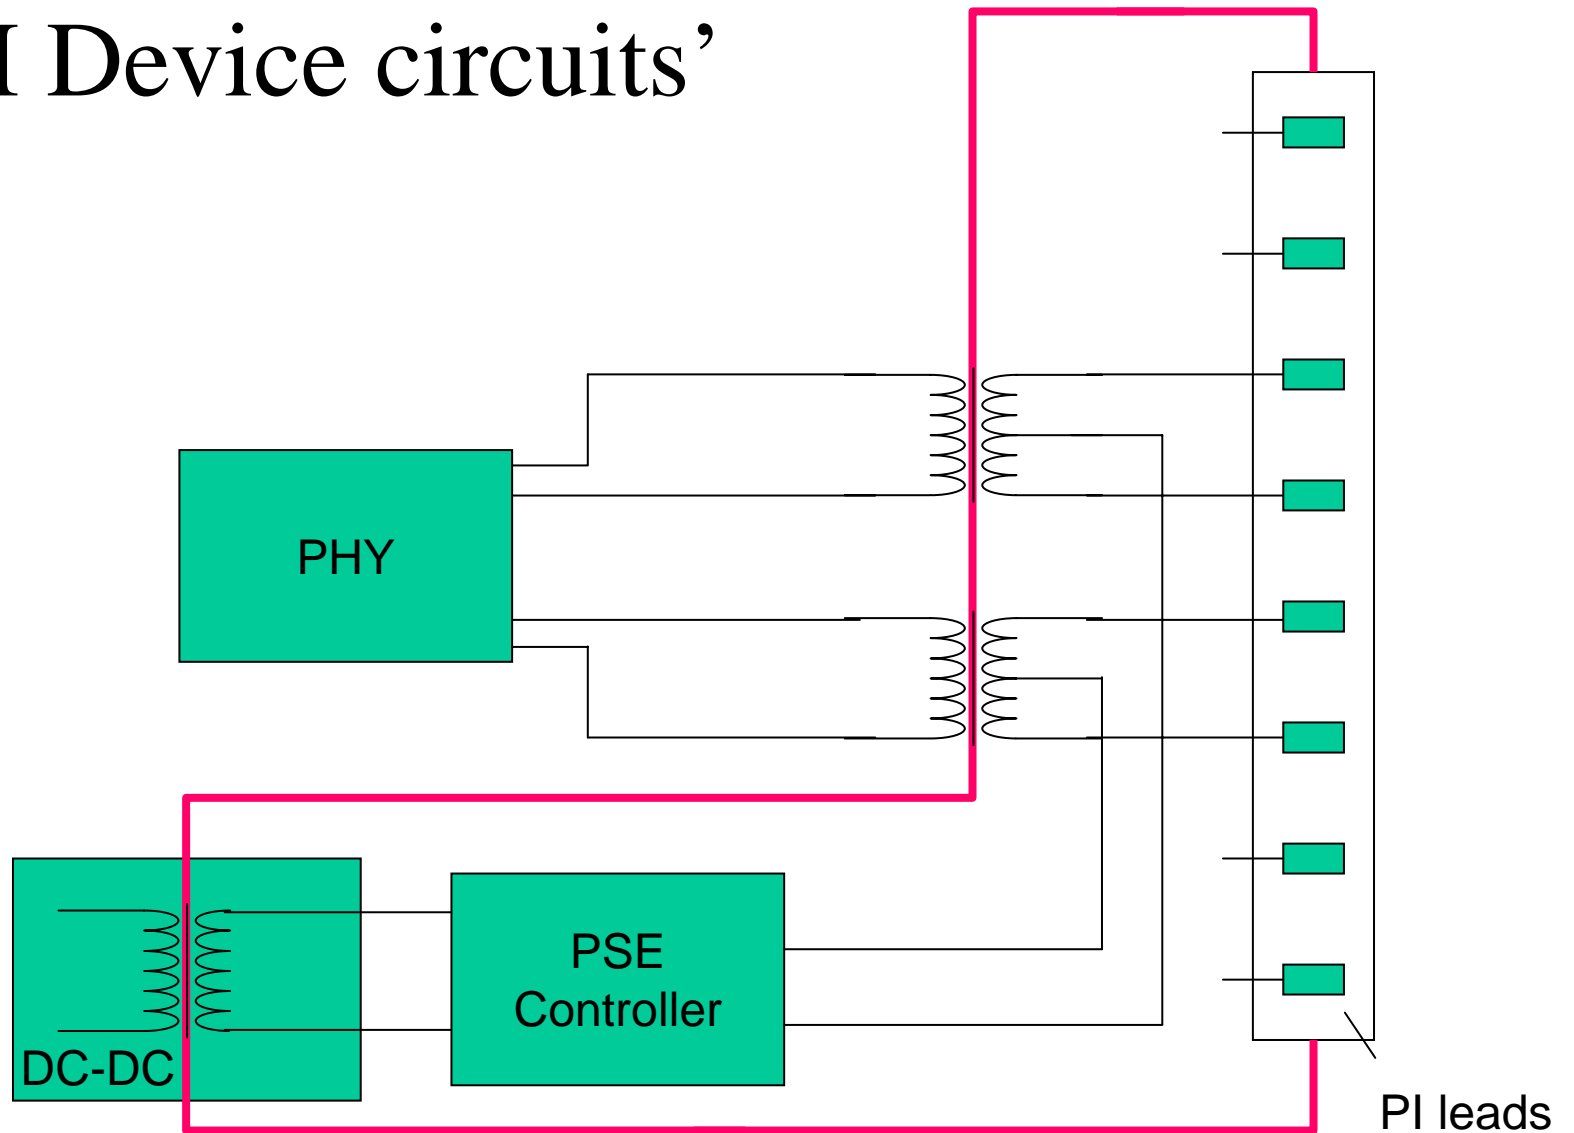 I Device circuits’
PHY
PSE
Controller
DC-DC
PI leads